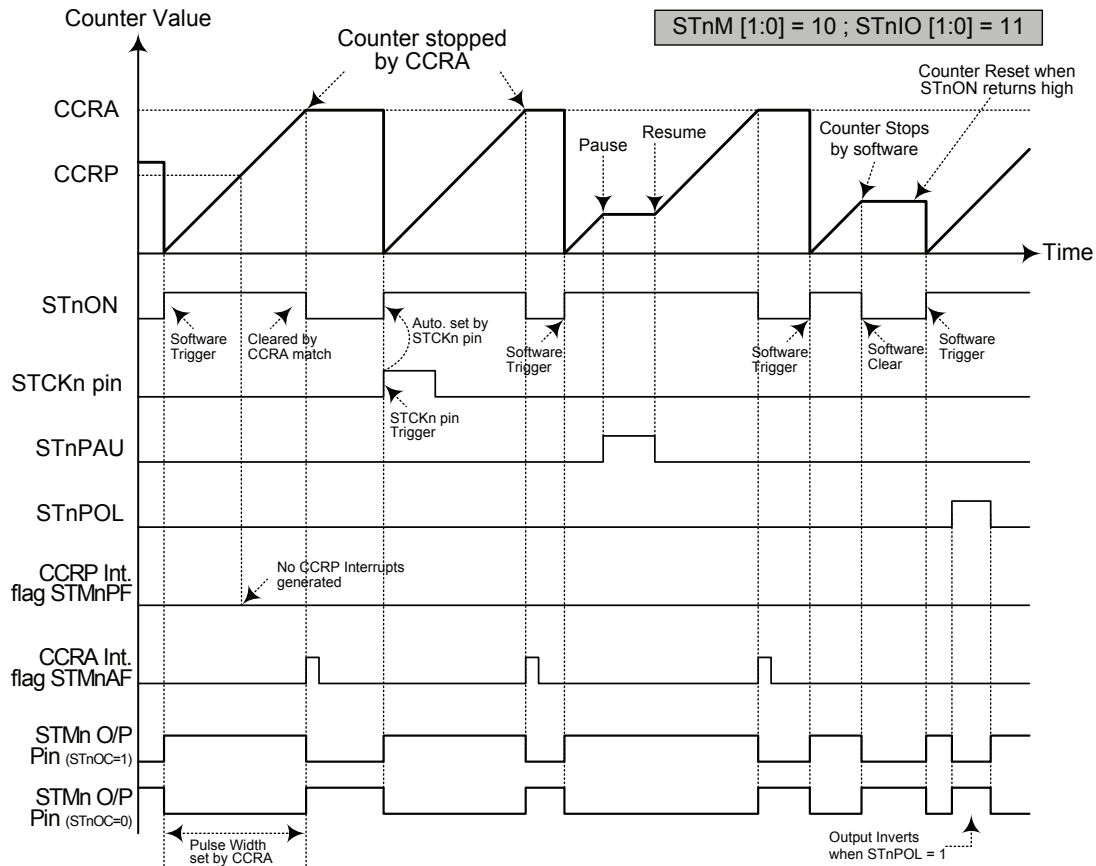 Counter Value
STnM [1:0] = 10 ; STnIO [1:0] = 11
Counter stopped
by CCRA
Counter Reset when
STnON returns high
CCRA
Pause
Resume
Counter Stops
by software
CCRP
Time
STnON
Software
Trigger
Cleared by
CCRA match
Auto. set by
STCKn pin
Software
Trigger
Software
Trigger
Software
Clear
Software
Trigger
STCKn pin
STCKn pin
Trigger
STnPAU
STnPOL
CCRP Int.
flag STMnPF
No CCRP Interrupts
generated
CCRA Int.
flag STMnAF
STMn O/P
Pin (STnOC=1)
STMn O/P
Pin (STnOC=0)
Pulse Width
set by CCRA
Output Inverts
when STnPOL = 1